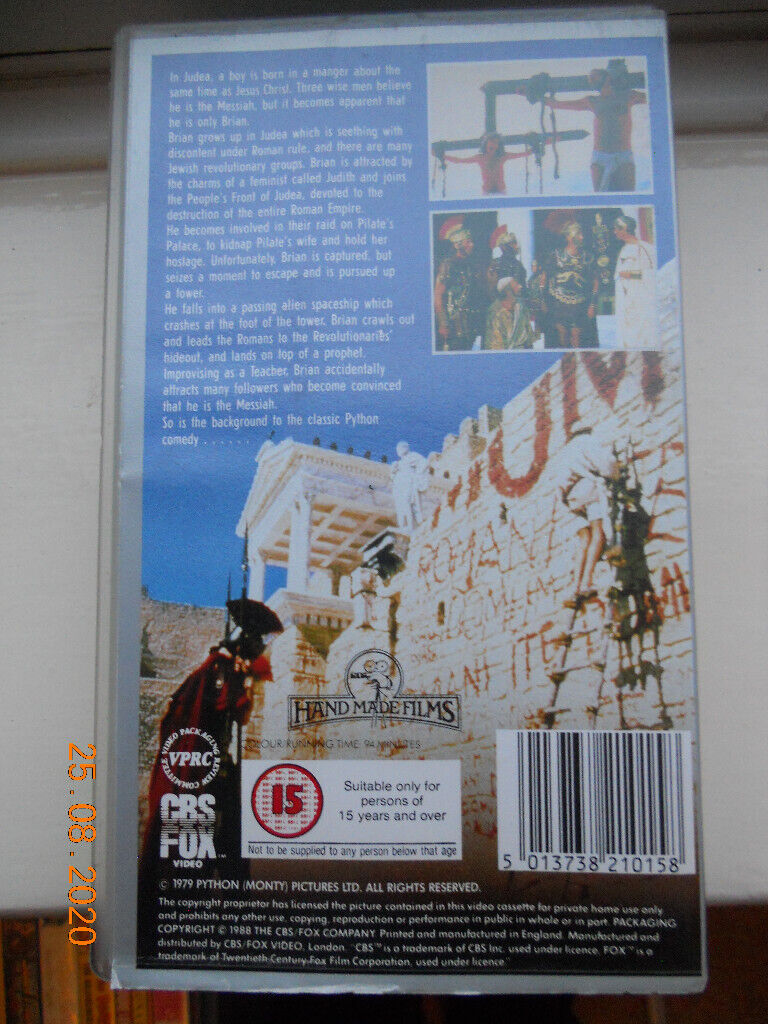 In Judea, a boy is born in a manger about the
same time as Jesus Christ. Three wise men believe
he is the Messiah, but it becomes apparent that
he is only Brian.
Brian grows up in Judea which is seething with
discontent under Roman rule, and there are many
Jewish revolutionary groups. Brian is attracted by
the charms of a feminist called Judith and joins
the People's Front of Judea, devoted to the
destruction of the entire Roman Empire.
He becomes involved in their raid on Pilate's
Palace, to kidnap Pilate's wife and hold her
hostage. Unfortunately, Brian is captured, but
seizes a moment to escape and is pursued up
a tower.
He falls into a passing alien spaceship which
crashes at the foot of the tower. Brian crawls out
and leads the Romans to the Revolutionaries'
hideout, and lands on top of a prophet.
Improvising as a Teacher, Brian accidentally
attracts many followers who become convinced
that he is the Messiah.
So is the background to the classic Python
comedy . . . . . .
ROMANI
HAND MADE FILMS
COLOUR RUNNING TIME: 94 MINUTES
VIDEO PACKAGING REVIEW COMMITTEE
VPRC
CBS
FOX
VIDEO ™
15
Suitable only for
persons of
15 years and over
Not to be supplied to any person below that age
5 013738 210158
© 1979 PYTHON (MONTY) PICTURES LTD. ALL RIGHTS RESERVED.
The copyright proprietor has licensed the picture contained in this video cassette for private home use only
and prohibits any other use, copying, reproduction or performance in public in whole or in part. PACKAGING
COPYRIGHT © 1988 THE CBS/FOX COMPANY. Printed and manufactured in England. Manufactured and
distributed by CBS/FOX VIDEO, London. "CBS™ is a trademark of CBS Inc. used under licence. FOX™ is a
trademark of Twentieth Century-Fox Film Corporation, used under licence."
25.08.2020